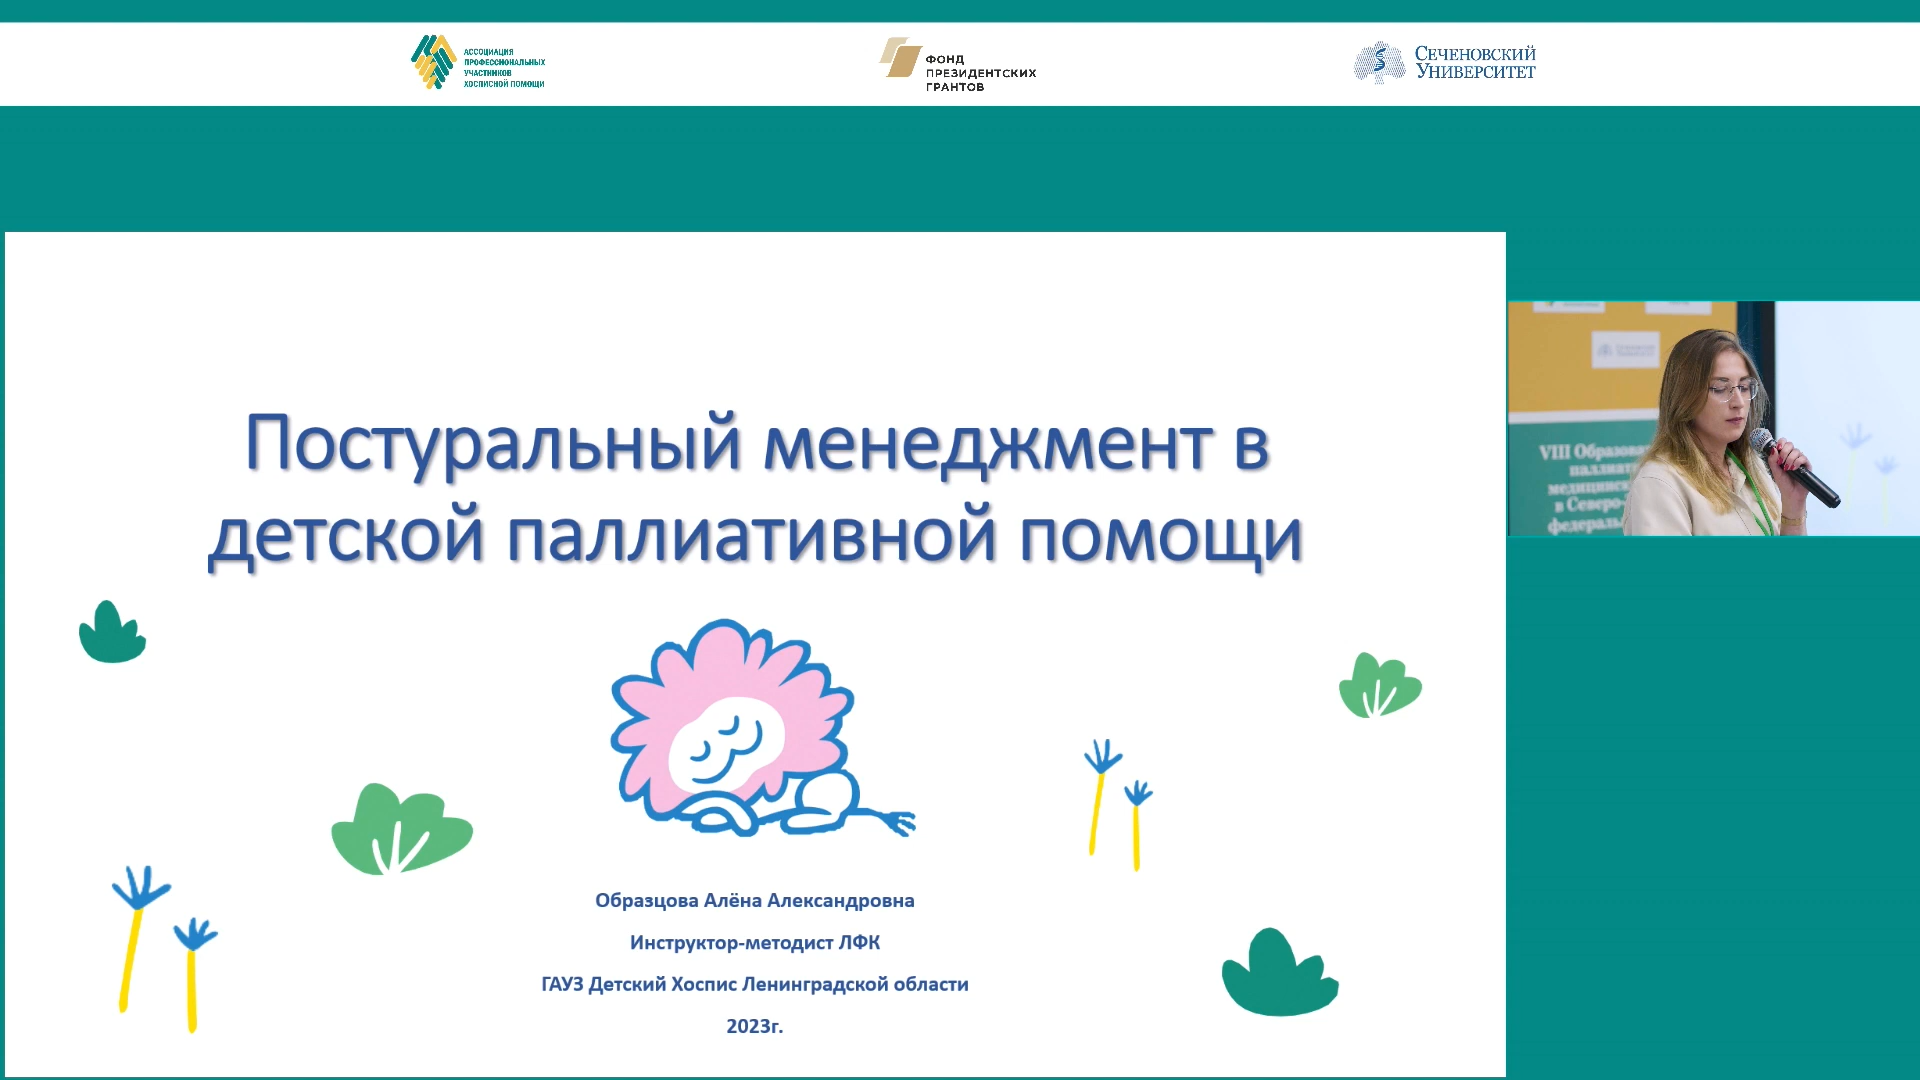 АССОЦИАЦИЯ
ПРОФЕССИОНАЛЬНЫХ
УЧАСТНИКОВ
ХОСПИСНОЙ ПОМОЩИ
ФОНД
ПРЕЗИДЕНТСКИХ
ГРАНТОВ
СЕЧЕНОВСКИЙ
УНИВЕРСИТЕТ
Постуральный менеджмент в
детской паллиативной помощи
Образцова Алёна Александровна
Инструктор-методист ЛФК
ГАУЗ Детский Хоспис Ленинградской области
2023г.
VIII Образова
паллиат
медицинск
в Северо-
федераль